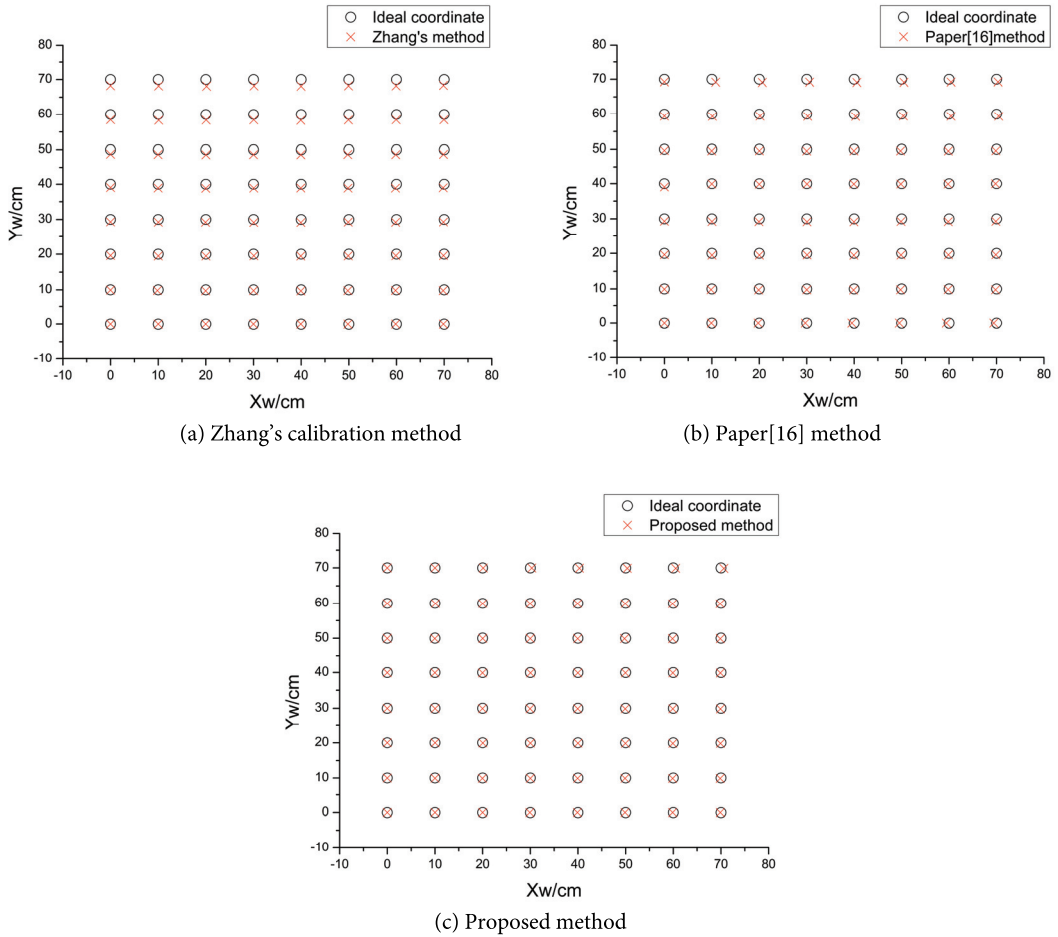 Ideal coordinate
Zhang's method
80
70
60
50
40
30
20
10
0
-10
Yw/cm
-10 0 10 20 30 40 50 60 70 80
Xw/cm
(a) Zhang’s calibration method
Ideal coordinate
Paper[16]method
80
70
60
50
40
30
20
10
0
-10
Yw/cm
-10 0 10 20 30 40 50 60 70 80
Xw/cm
(b) Paper[16] method
Ideal coordinate
Proposed method
80
70
60
50
40
30
20
10
0
-10
Yw/cm
-10 0 10 20 30 40 50 60 70 80
Xw/cm
(c) Proposed method